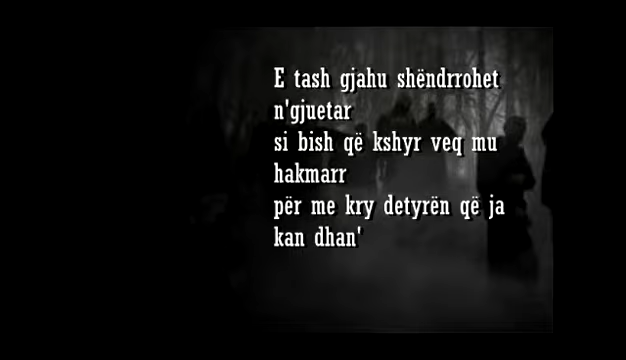 E tash gjahu shëndrrohet
n'gjuetar
si bish që kshyr veq mu
hakmarr
për me kry detyrën që ja
kan dhan'